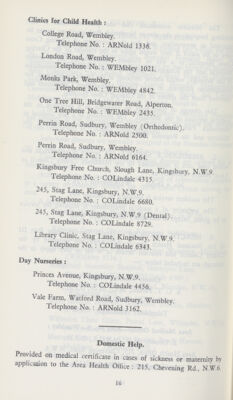 Clinics for Child Health :
College Road, Wembley.
Telephone No. : ARNold 1336.
London Road, Wembley.
Telephone No. : WEMbley 1021.
Monks Park, Wembley.
Telephone No. : WEMbley 4842.
One Tree Hill, Bridgewater Road, Alperton.
Telephone No. : WEMbley 2435.
Perrin Road, Sudbury, Wembley (Orthodontic).
Telephone No. : ARNold 2500.
Perrin Road, Sudbury, Wembley.
Telephone No. : ARNold 6164.
Kingsbury Free Church, Slough Lane, Kingsbury, N.W.9
Telephone No. : COLindale 4315.
245, Stag Lane, Kingsbury, N.W.9.
Telephone No. : COLindale 6680.
245, Stag Lane, Kingsbury, N.W.9 (Dental).
Telephone No. : COLindale 8729.
Library Clinic, Stag Lane, Kingsbury, N.W.9.
Telephone No. : COLindale 6343.
Day Nurseries :
Princes Avenue, Kingsbury, N.W.9.
Telephone No. : COLindale 4456.
Vale Farm, Watford Road, Sudbury, Wembley.
Telephone No. : ARNold 3162.
Domestic Help.
Provided on medical certificate in cases of sickness or maternity by
application to the Area Health Office : 215, Chevening Rd., N.W.6
16